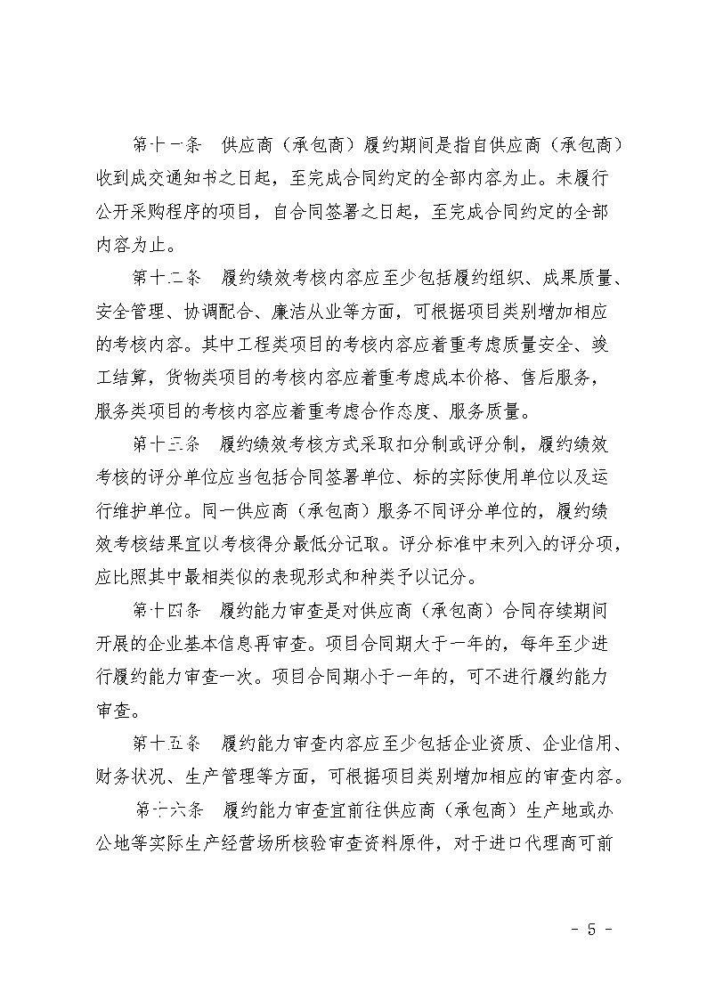 第十一条　供应商（承包商）履约期间是指自供应商（承包商）
收到成交通知书之日起，至完成合同约定的全部内容为止。未履行
公开采购程序的项目，自合同签署之日起，至完成合同约定的全部
内容为止。
第十二条　履约绩效考核内容应至少包括履约组织、成果质量、
安全管理、协调配合、廉洁从业等方面，可根据项目类别增加相应
的考核内容。其中工程类项目的考核内容应着重考虑质量安全、竣
工结算，货物类项目的考核内容应着重考虑成本价格、售后服务，
服务类项目的考核内容应着重考虑合作态度、服务质量。
第十三条　履约绩效考核方式采取扣分制或评分制，履约绩效
考核的评分单位应当包括合同签署单位、标的实际使用单位以及运
行维护单位。同一供应商（承包商）服务不同评分单位的，履约绩
效考核结果宜以考核得分最低分记取。评分标准中未列入的评分项，
应比照其中最相类似的表现形式和种类予以记分。
第十四条　履约能力审查是对供应商（承包商）合同存续期间
开展的企业基本信息再审查。项目合同期大于一年的，每年至少进
行履约能力审查一次。项目合同期小于一年的，可不进行履约能力
审查。
第十五条　履约能力审查内容应至少包括企业资质、企业信用、
财务状况、生产管理等方面，可根据项目类别增加相应的审查内容。
第十六条　履约能力审查宜前往供应商（承包商）生产地或办
公地等实际生产经营场所核验审查资料原件，对于进口代理商可前
- 5 -